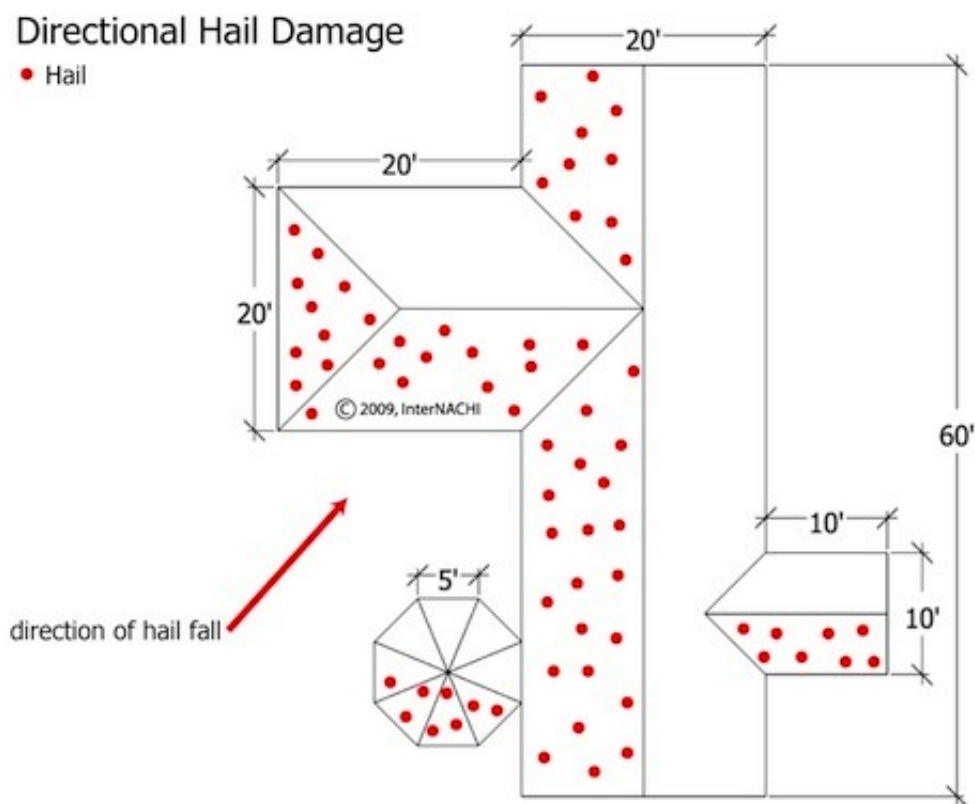 Directional Hail Damage
Hail
20'
20'
20'
© 2009, InterNACHI
60'
10'
5'
direction of hail fall
10'